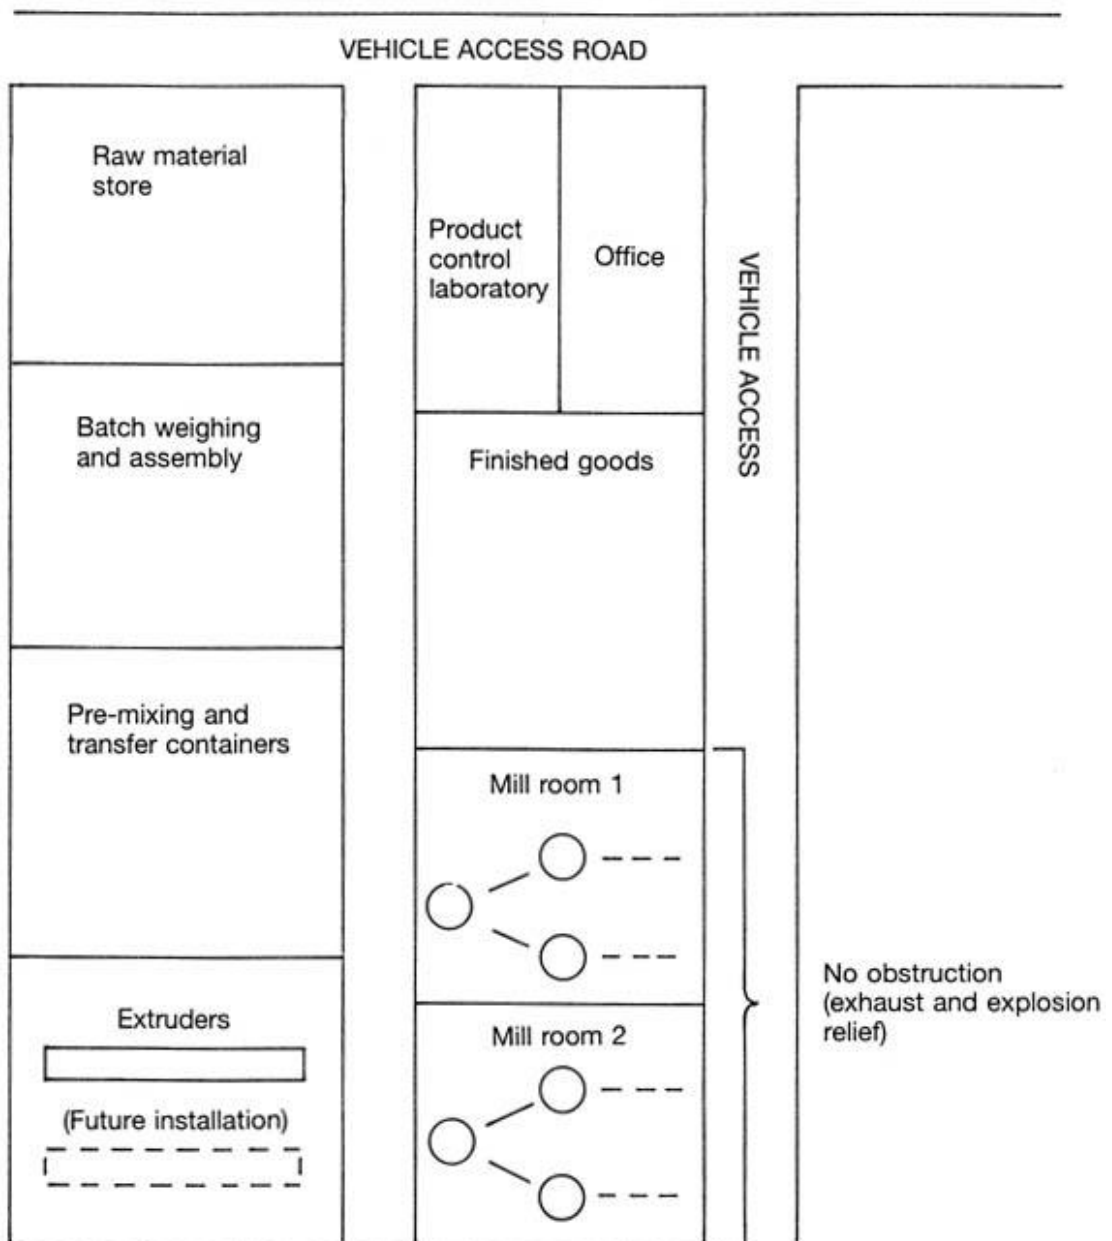 VEHICLE ACCESS ROAD
Raw material
store
Product
control
laboratory
Office
VEHICLE ACCESS
Batch weighing
and assembly
Finished goods
Pre-mixing and
transfer containers
Mill room 1
No obstruction
(exhaust and explosion
relief)
Extruders
(Future installation)
Mill room 2